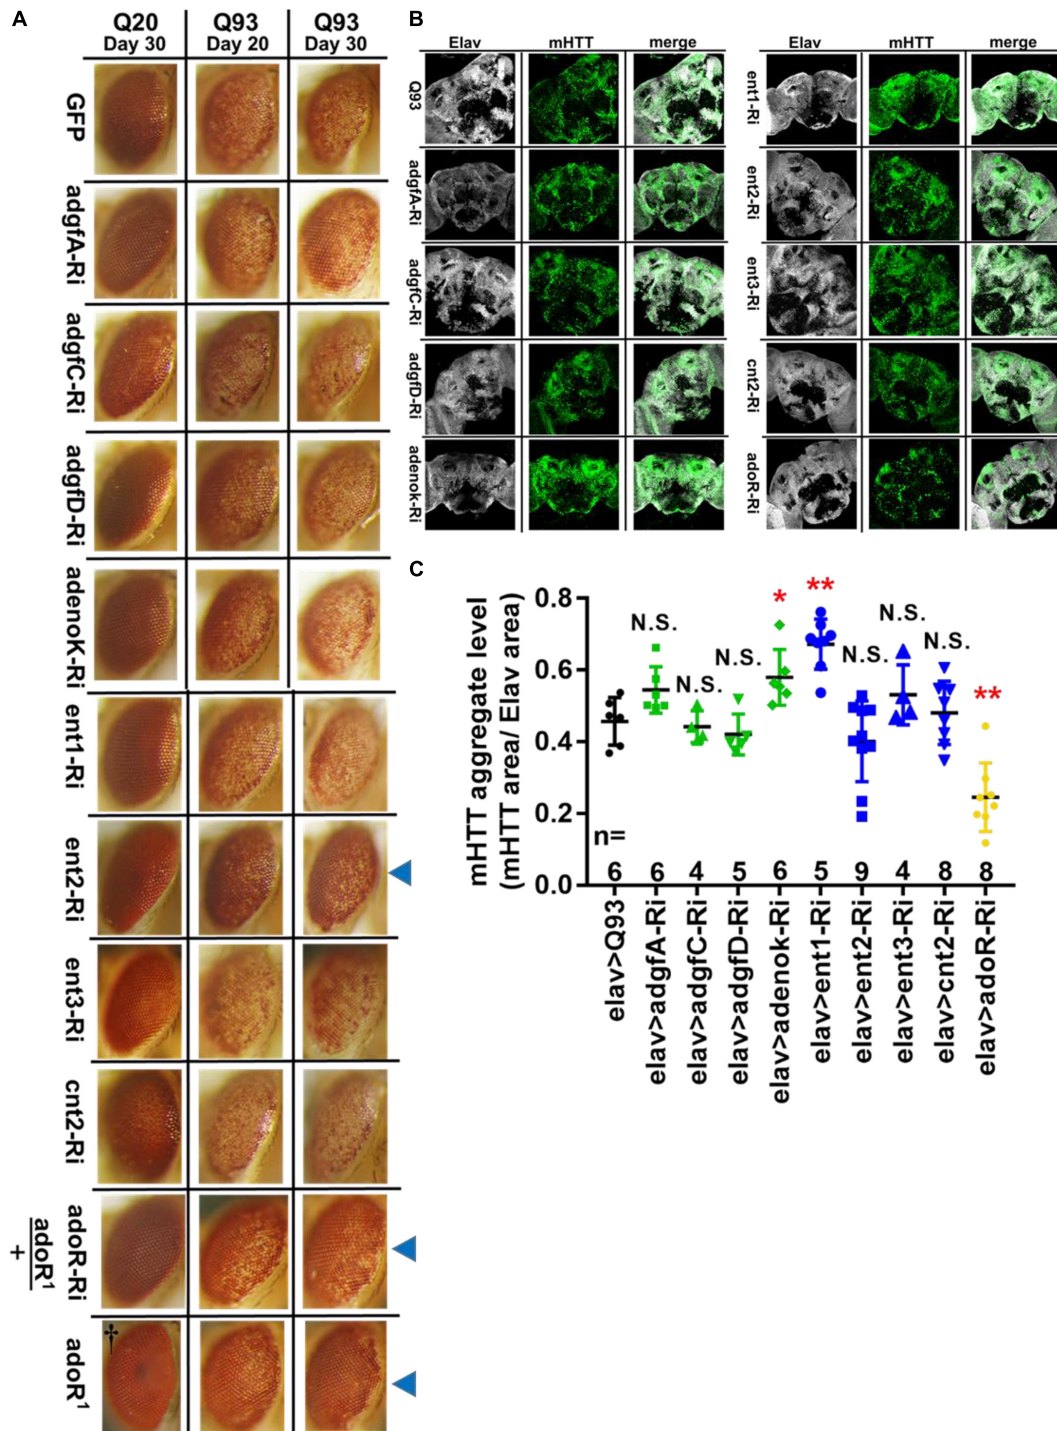 A
Q20 Q93 Q93
Day 30 Day 20 Day 30
GFP
adgfA-Ri
adgfC-Ri
adgfD-Ri
adenoK-Ri
ent1-Ri
ent2-Ri
ent3-Ri
cnt2-Ri
adoR-Ri
adoR¹
+
adoR¹
†
B
Elav mHTT merge
Q93
adgfA-Ri
adgfC-Ri
adgfD-Ri
adenok-Ri
Elav mHTT merge
ent1-Ri
ent2-Ri
ent3-Ri
cnt2-Ri
adoR-Ri
C
mHTT aggregate level
(mHTT area/ Elav area)
0.8
0.6
0.4
0.2
0.0
N.S.
N.S.
N.S.
*
**
N.S.
N.S.
N.S.
**
n=
6 6 4 5 6 5 9 4 8 8
elav>Q93
elav>adgfA-Ri
elav>adgfC-Ri
elav>adgfD-Ri
elav>adenok-Ri
elav>ent1-Ri
elav>ent2-Ri
elav>ent3-Ri
elav>cnt2-Ri
elav>adoR-Ri